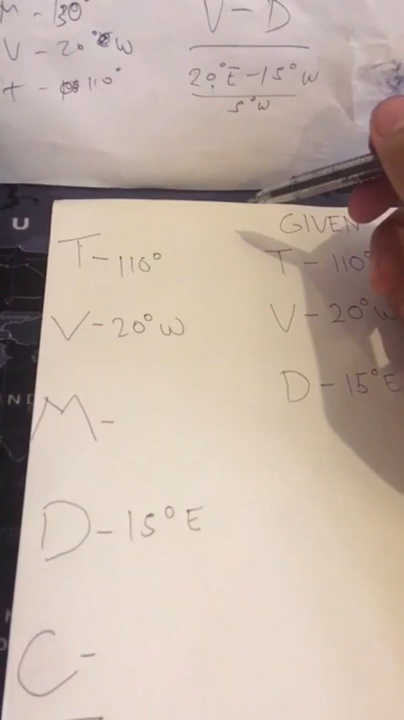 M - 130°
V - 20° W
T - 110°
V - D
20°E - 15°W
5°W
U
T - 110°
V - 20° W
M -
D - 15° E
C -
GIVEN
T - 110°
V - 20° W
D - 15° E